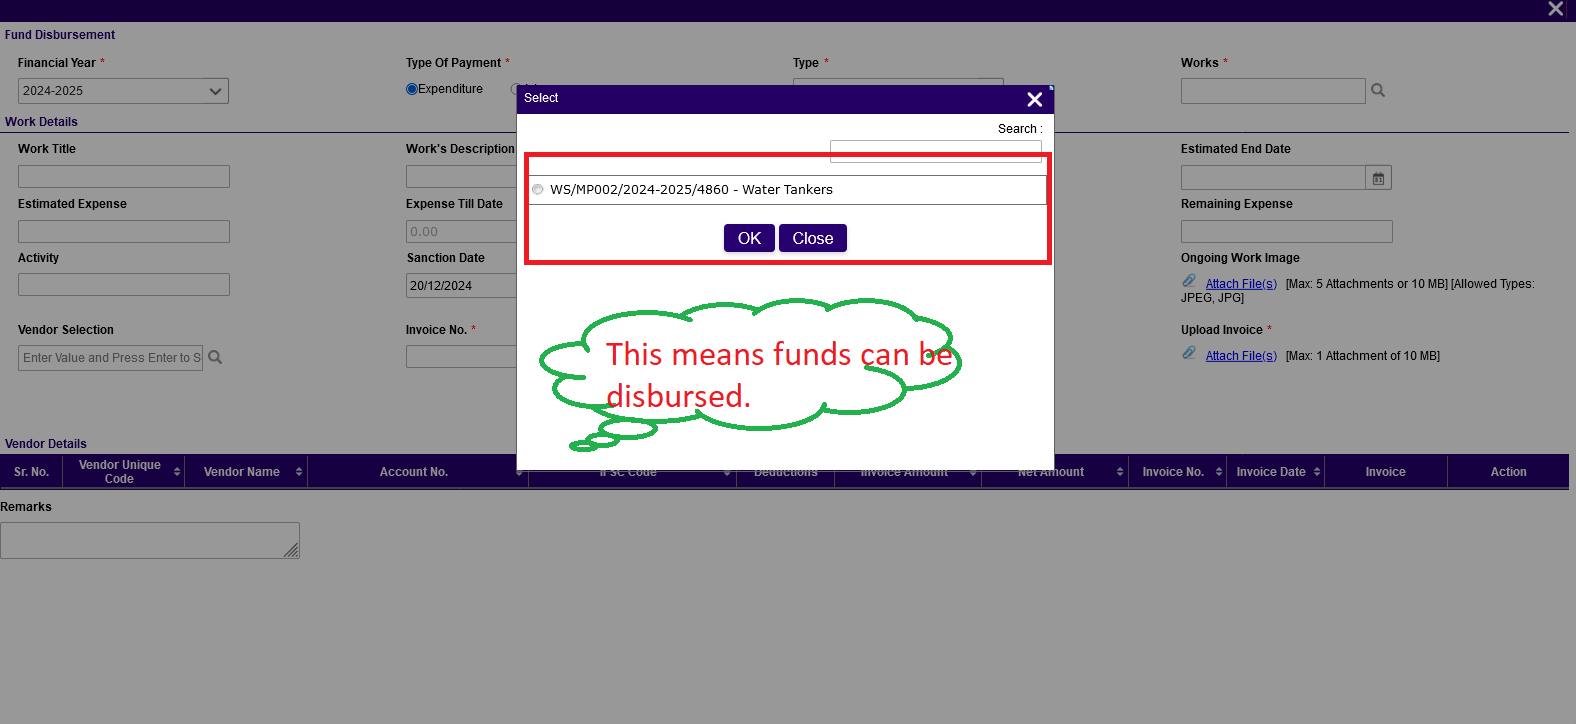 Fund Disbursement
Financial Year *
Type Of Payment *
Type *
Works *
2024-2025
Expenditure
Select
Search :
Work Details
Work Title
Work's Description
Estimated End Date
WS/MP002/2024-2025/4860 - Water Tankers
Estimated Expense
Expense Till Date
Remaining Expense
0.00
OK
Close
Activity
Sanction Date
Ongoing Work Image
20/12/2024
Attach File(s) [Max: 5 Attachments or 10 MB] [Allowed Types:
JPEG, JPG]
Vendor Selection
Invoice No. *
Upload Invoice *
Enter Value and Press Enter to S
Attach File(s) [Max: 1 Attachment of 10 MB]
This means funds can be
disbursed.
Vendor Details
Sr. No.
Vendor Unique
Code
Vendor Name
Account No.
IFSC Code
Deductions
Invoice Amount
Net Amount
Invoice No.
Invoice Date
Invoice
Action
Remarks